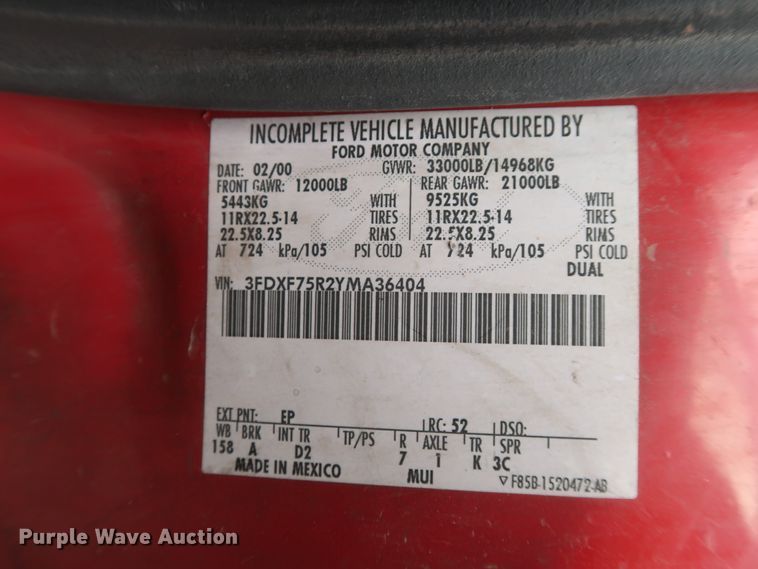 INCOMPLETE VEHICLE MANUFACTURED BY
FORD MOTOR COMPANY
DATE: 02/00 GVWR: 33000LB/14968KG
FRONT GAWR: 12000LB REAR GAWR: 21000LB
5443KG WITH 9525KG WITH
11RX22.5-14 TIRES 11RX22.5-14 TIRES
22.5X8.25 RIMS 22.5X8.25 RIMS
AT 724 kPa/105 PSI COLD AT 724 kPa/105 PSI COLD
DUAL
VIN: 3FDXF75R2YMA36404
EXT PNT: EP RC: 52 DSO:
WB BRK INT TR TP/PS R AXLE TR SPR
158 A D2 7 1 K 3C
MADE IN MEXICO MUI ▽F85B-1520472-AB
Purple Wave Auction